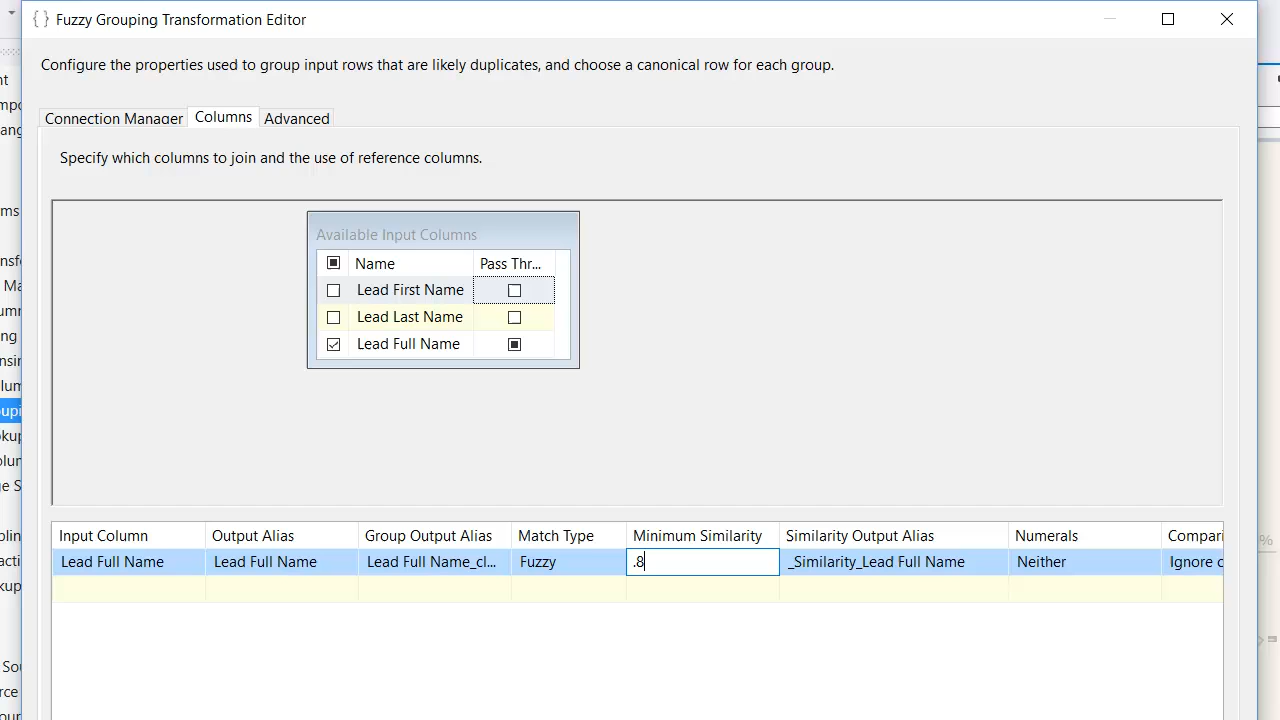 Fuzzy Grouping Transformation Editor
Configure the properties used to group input rows that are likely duplicates, and choose a canonical row for each group.
Connection Manager Columns Advanced
Specify which columns to join and the use of reference columns.
Available Input Columns
Name Pass Thr...
Lead First Name
Lead Last Name
Lead Full Name
Input Column Output Alias Group Output Alias Match Type Minimum Similarity Similarity Output Alias Numerals Compari
Lead Full Name Lead Full Name Lead Full Name_cl... Fuzzy .8 _Similarity_Lead Full Name Neither Ignore c